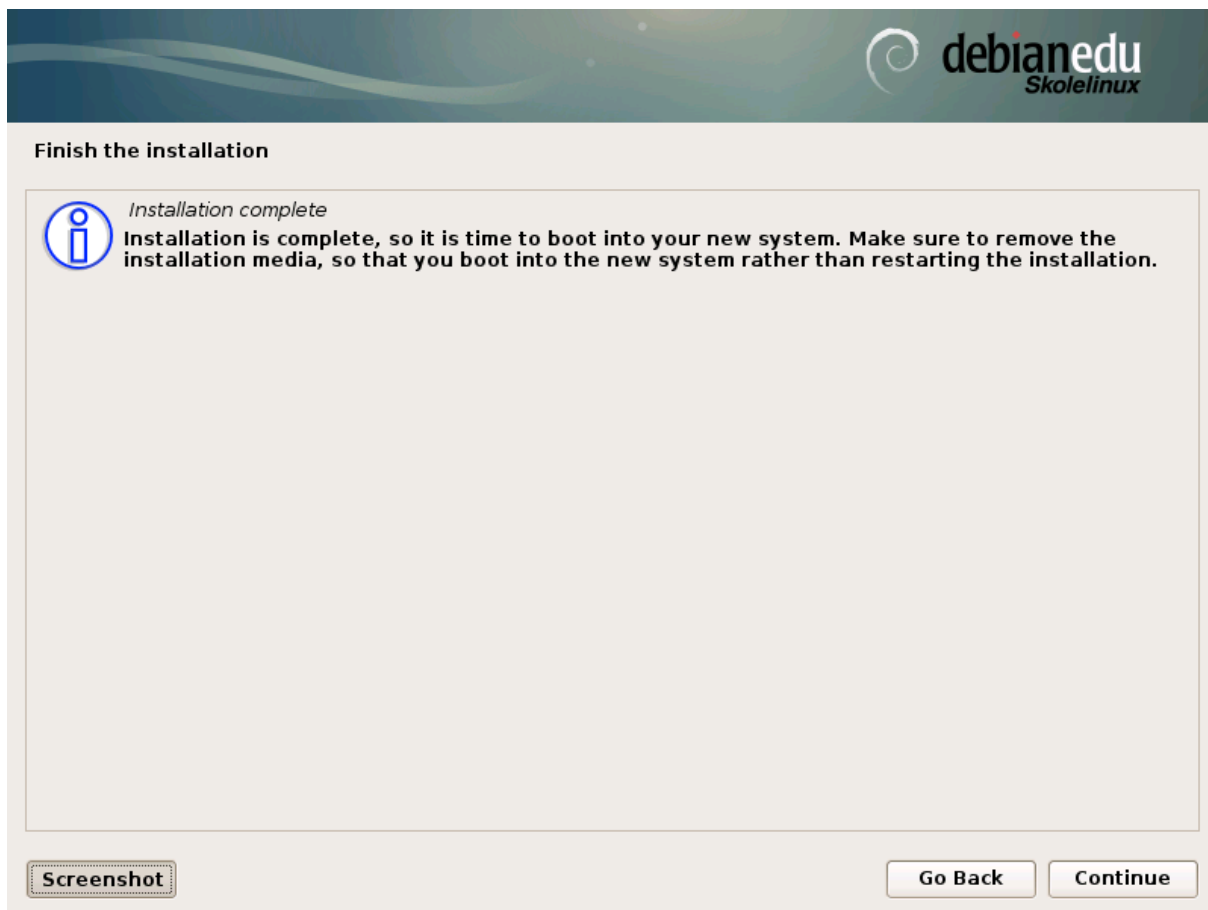 debianedu
Skolelinux
Finish the installation
Installation complete
Installation is complete, so it is time to boot into your new system. Make sure to remove the
installation media, so that you boot into the new system rather than restarting the installation.
Screenshot
Go Back
Continue